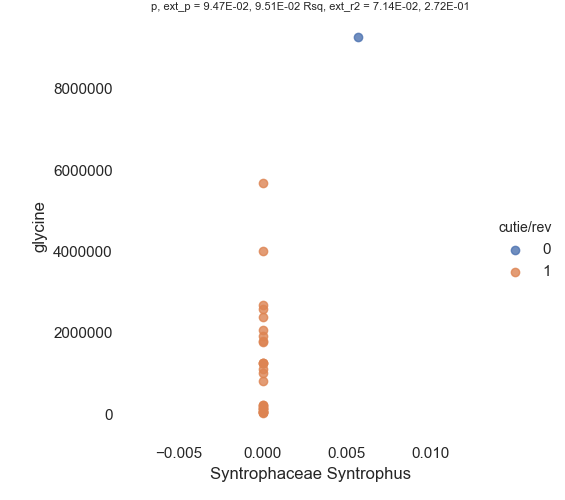 p, ext_p = 9.47E-02, 9.51E-02 Rsq, ext_r2 = 7.14E-02, 2.72E-01
8000000
6000000
4000000
2000000
0
glycine
cutie/rev
0
1
−0.005
0.000
0.005
0.010
Syntrophaceae Syntrophus